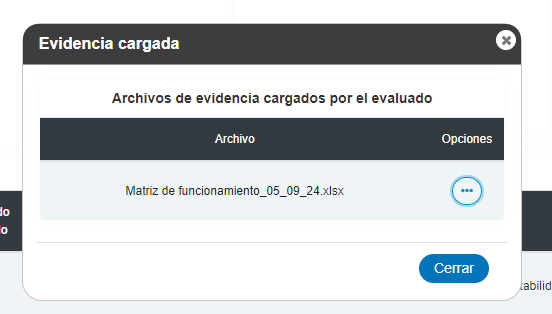 Evidencia cargada
Archivos de evidencia cargados por el evaluado
Archivo Opciones
Matriz de funcionamiento_05_09_24.xlsx
Cerrar